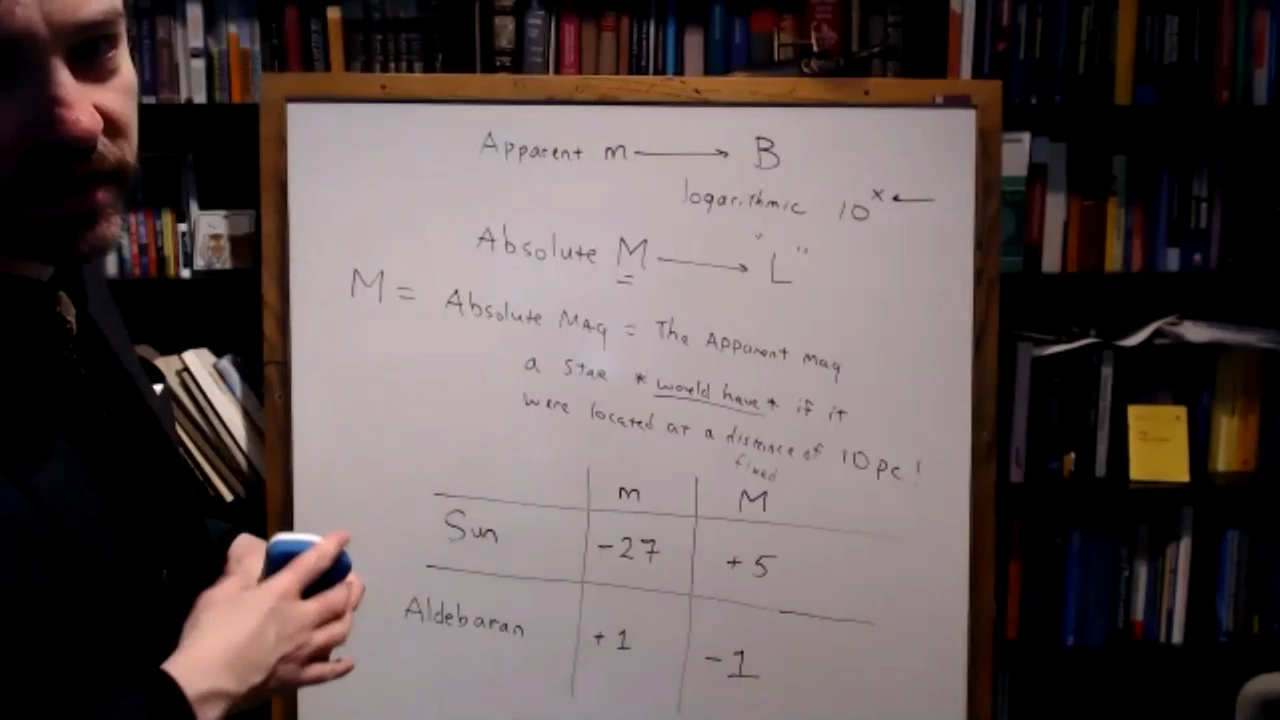 Apparent m → B
logarithmic 10^x ←
Absolute M → " L "
M = Absolute MAg = The Apparent mag
a star * would have * if it
were located at a distance of 10 pc!
fixed
m M
Sun -27 +5
Aldebaran +1 -1